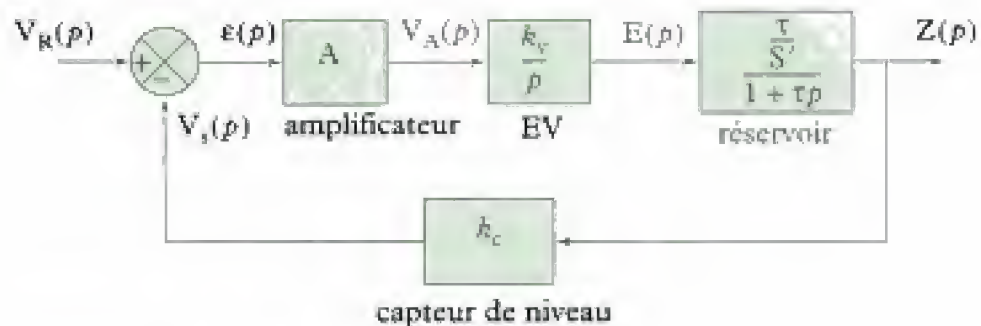 V_R(p) ε(p) V_A(p) E(p) Z(p)
+ − A k_v/p τ/S' / 1 + τp
V_s(p) amplificateur EV réservoir
k_c
capteur de niveau